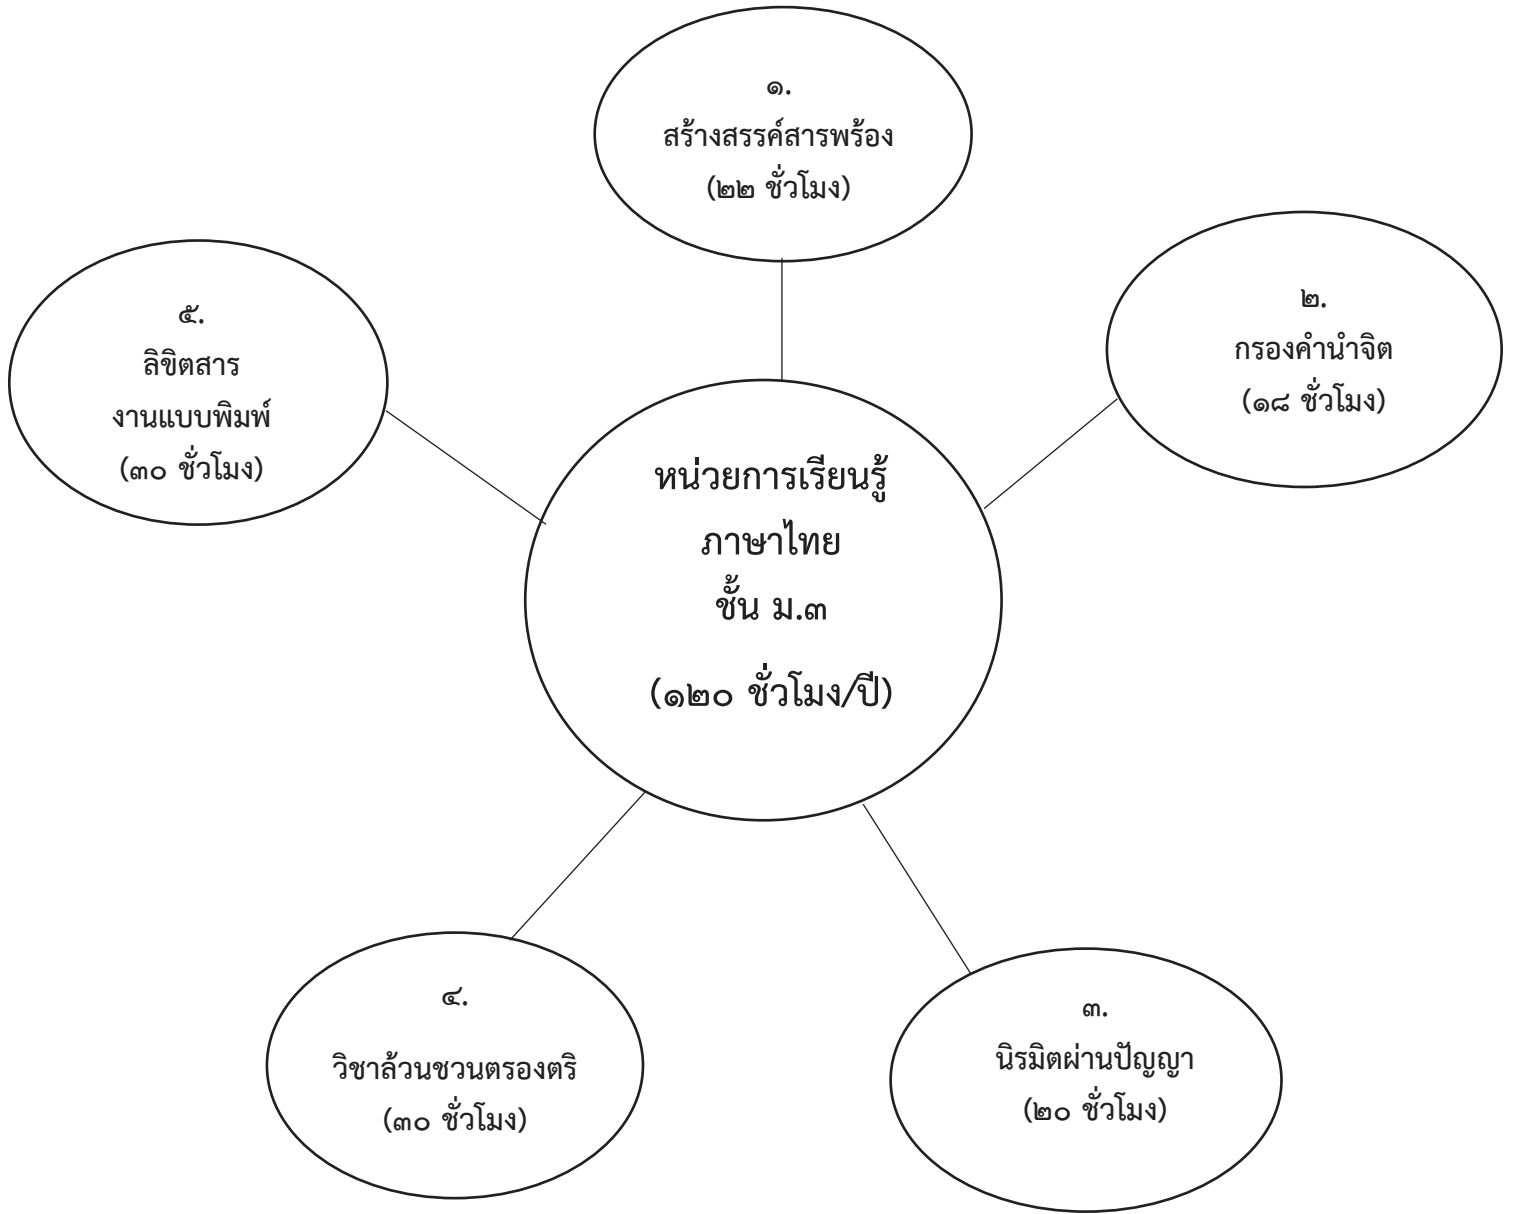 ๑.
สร้างสรรค์สารพร้อง
(๒๒ ชั่วโมง)
๒.
กรองคำนำจิต
(๑๘ ชั่วโมง)
๕.
ลิขิตสาร
งานแบบพิมพ์
(๓๐ ชั่วโมง)
หน่วยการเรียนรู้
ภาษาไทย
ชั้น ม.๓
(๑๒๐ ชั่วโมง/ปี)
๔.
วิชาล้วนชวนตรองตริ
(๓๐ ชั่วโมง)
๓.
นิรมิตผ่านปัญญา
(๒๐ ชั่วโมง)